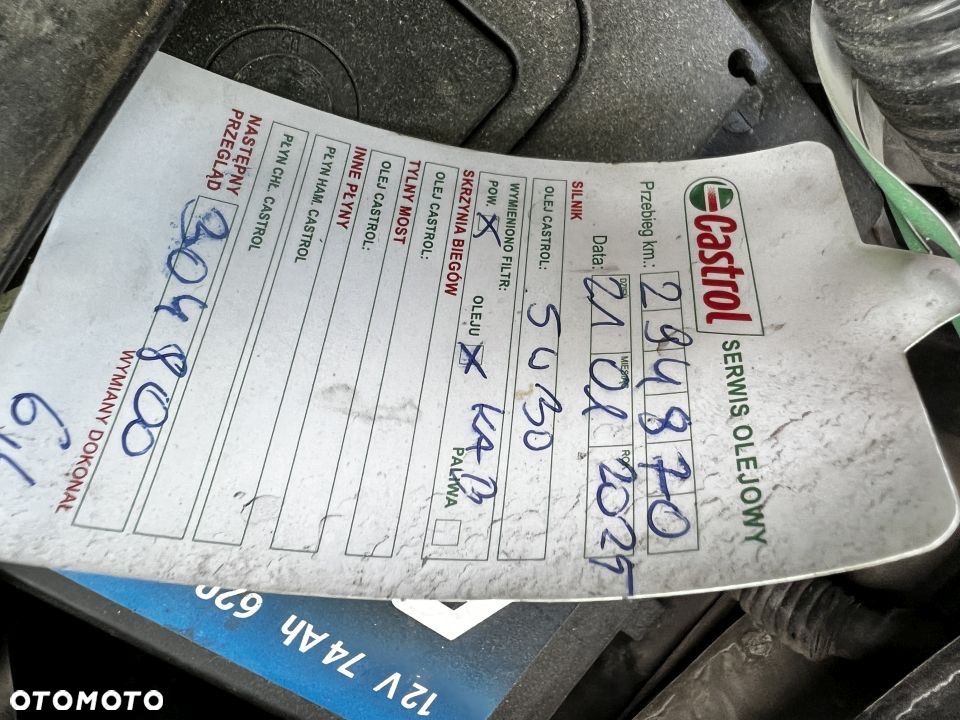 Castrol SERWIS OLEJOWY
Przebieg km.: 294870
DZIEŃ MIESIĄC RO
Data: 21 01 2025
SILNIK
OLEJ CASTROL: 5W30
WYMIENIONO FILTR:
POW. X OLEJU X KAB PALIWA
SKRZYNIA BIEGÓW
OLEJ CASTROL:
TYLNY MOST
OLEJ CASTROL:
INNE PŁYNY
PŁYN HAM. CASTROL
PŁYN CHŁ. CASTROL
NASTĘPNY
PRZEGLĄD 304800
WYMIANY DOKONAŁ
12V 74Ah
OTOMOTO